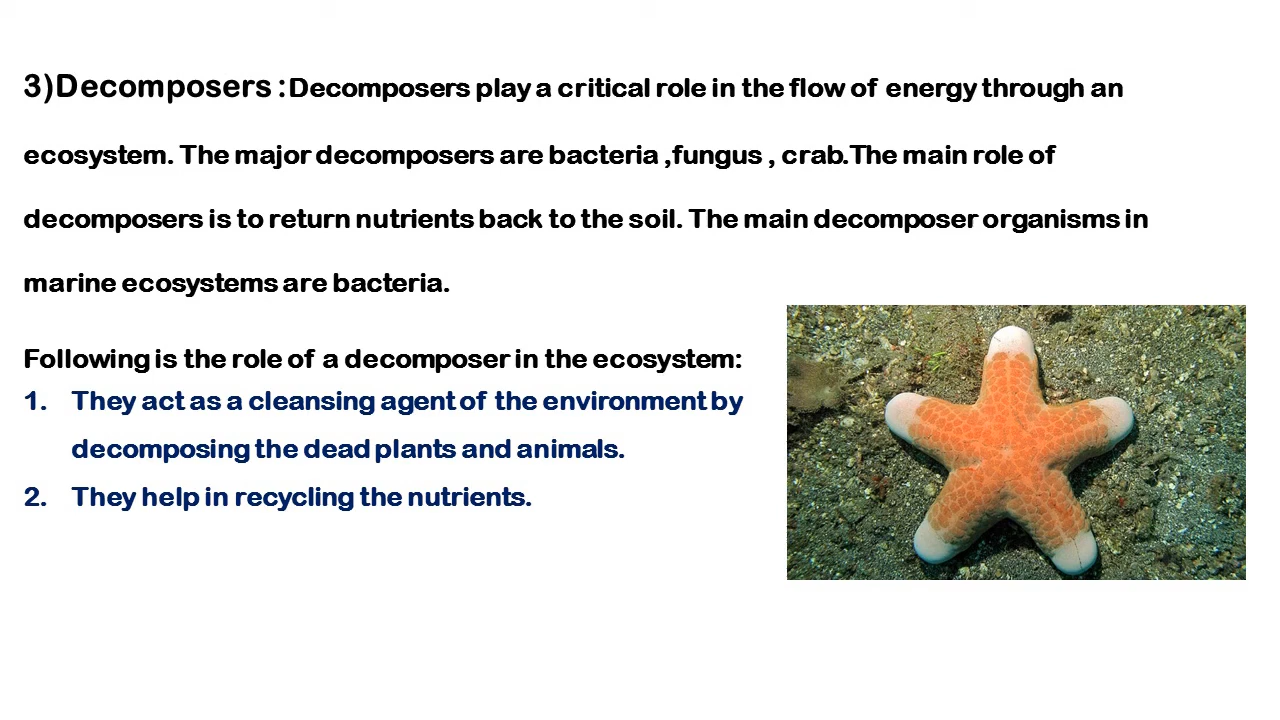 3)Decomposers :Decomposers play a critical role in the flow of energy through an
ecosystem. The major decomposers are bacteria ,fungus , crab.The main role of
decomposers is to return nutrients back to the soil. The main decomposer organisms in
marine ecosystems are bacteria.
Following is the role of a decomposer in the ecosystem:
1. They act as a cleansing agent of the environment by
decomposing the dead plants and animals.
2. They help in recycling the nutrients.